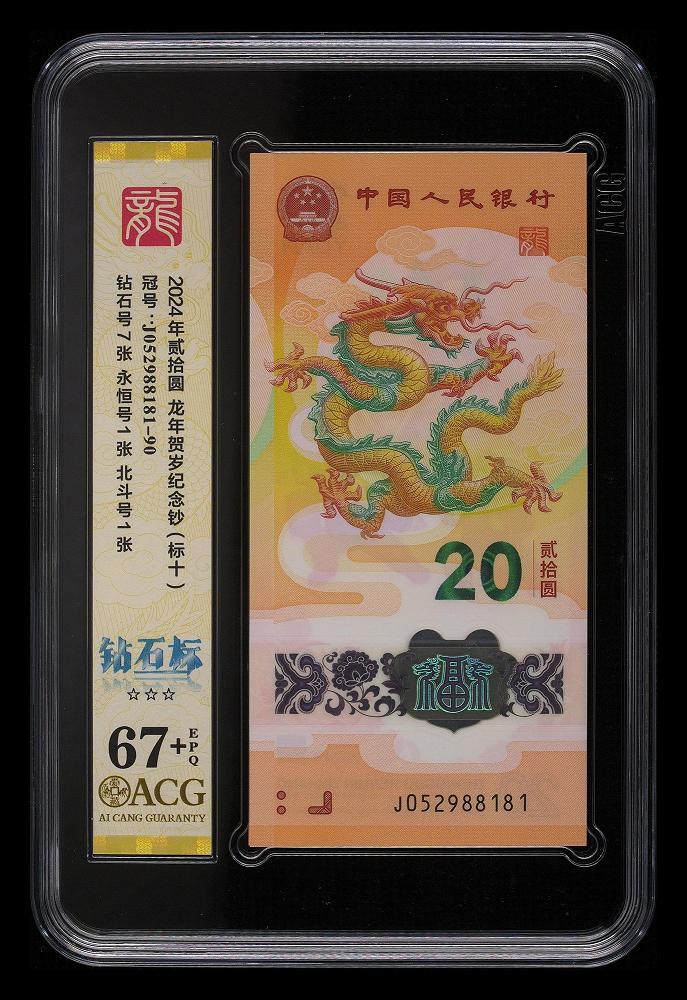 龍
2024年贰拾圆 龙年贺岁纪念钞(标十)
冠号:J052988181-90
钻石号7张 永恒号1张 北斗号1张
钻石标
☆☆☆
67+EPQ
ACG
AI CANG GUARANTY
中国人民银行
龍
20
贰拾圆
福
J052988181
ACG